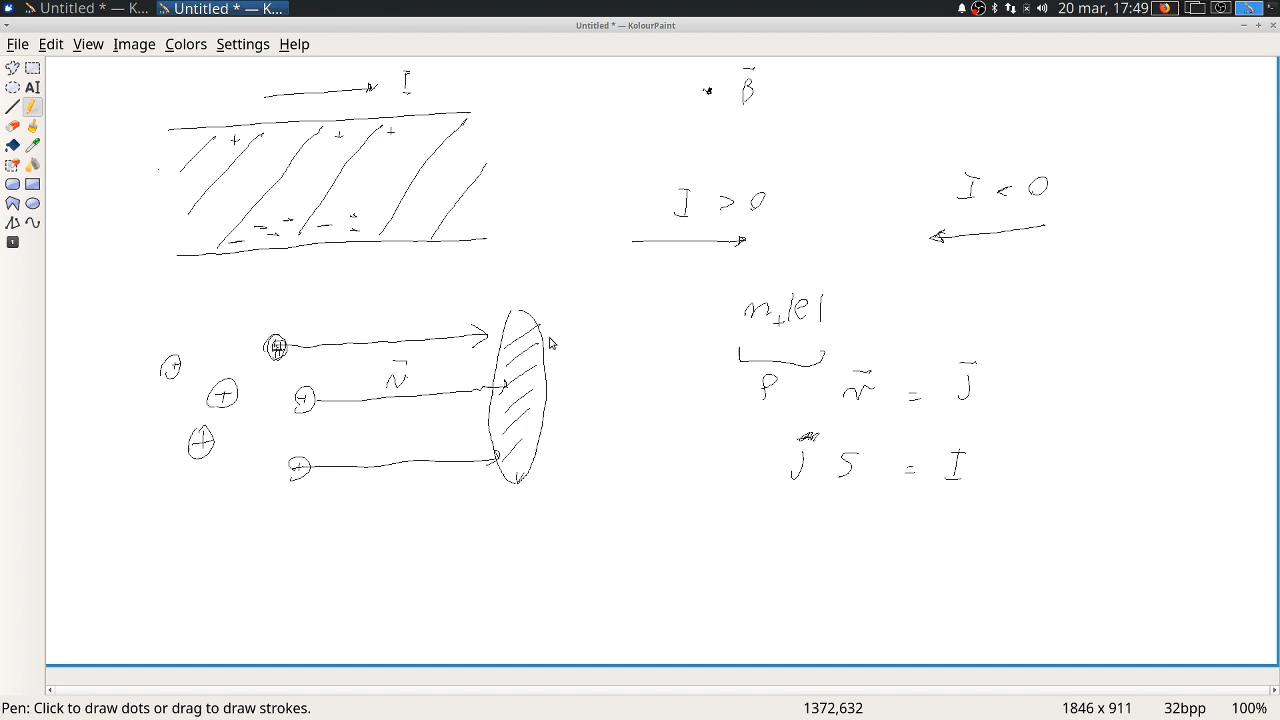 Untitled * — K...
Untitled * — K...
20 mar, 17:49
Untitled * — KolourPaint
File Edit View Image Colors Settings Help
I
B⃗
+ + +
I > 0
I < 0
n₊|e|
v⃗
ρ v⃗ = j⃗
j S = I
Pen: Click to draw dots or drag to draw strokes.
1372,632
1846 x 911
32bpp
100%